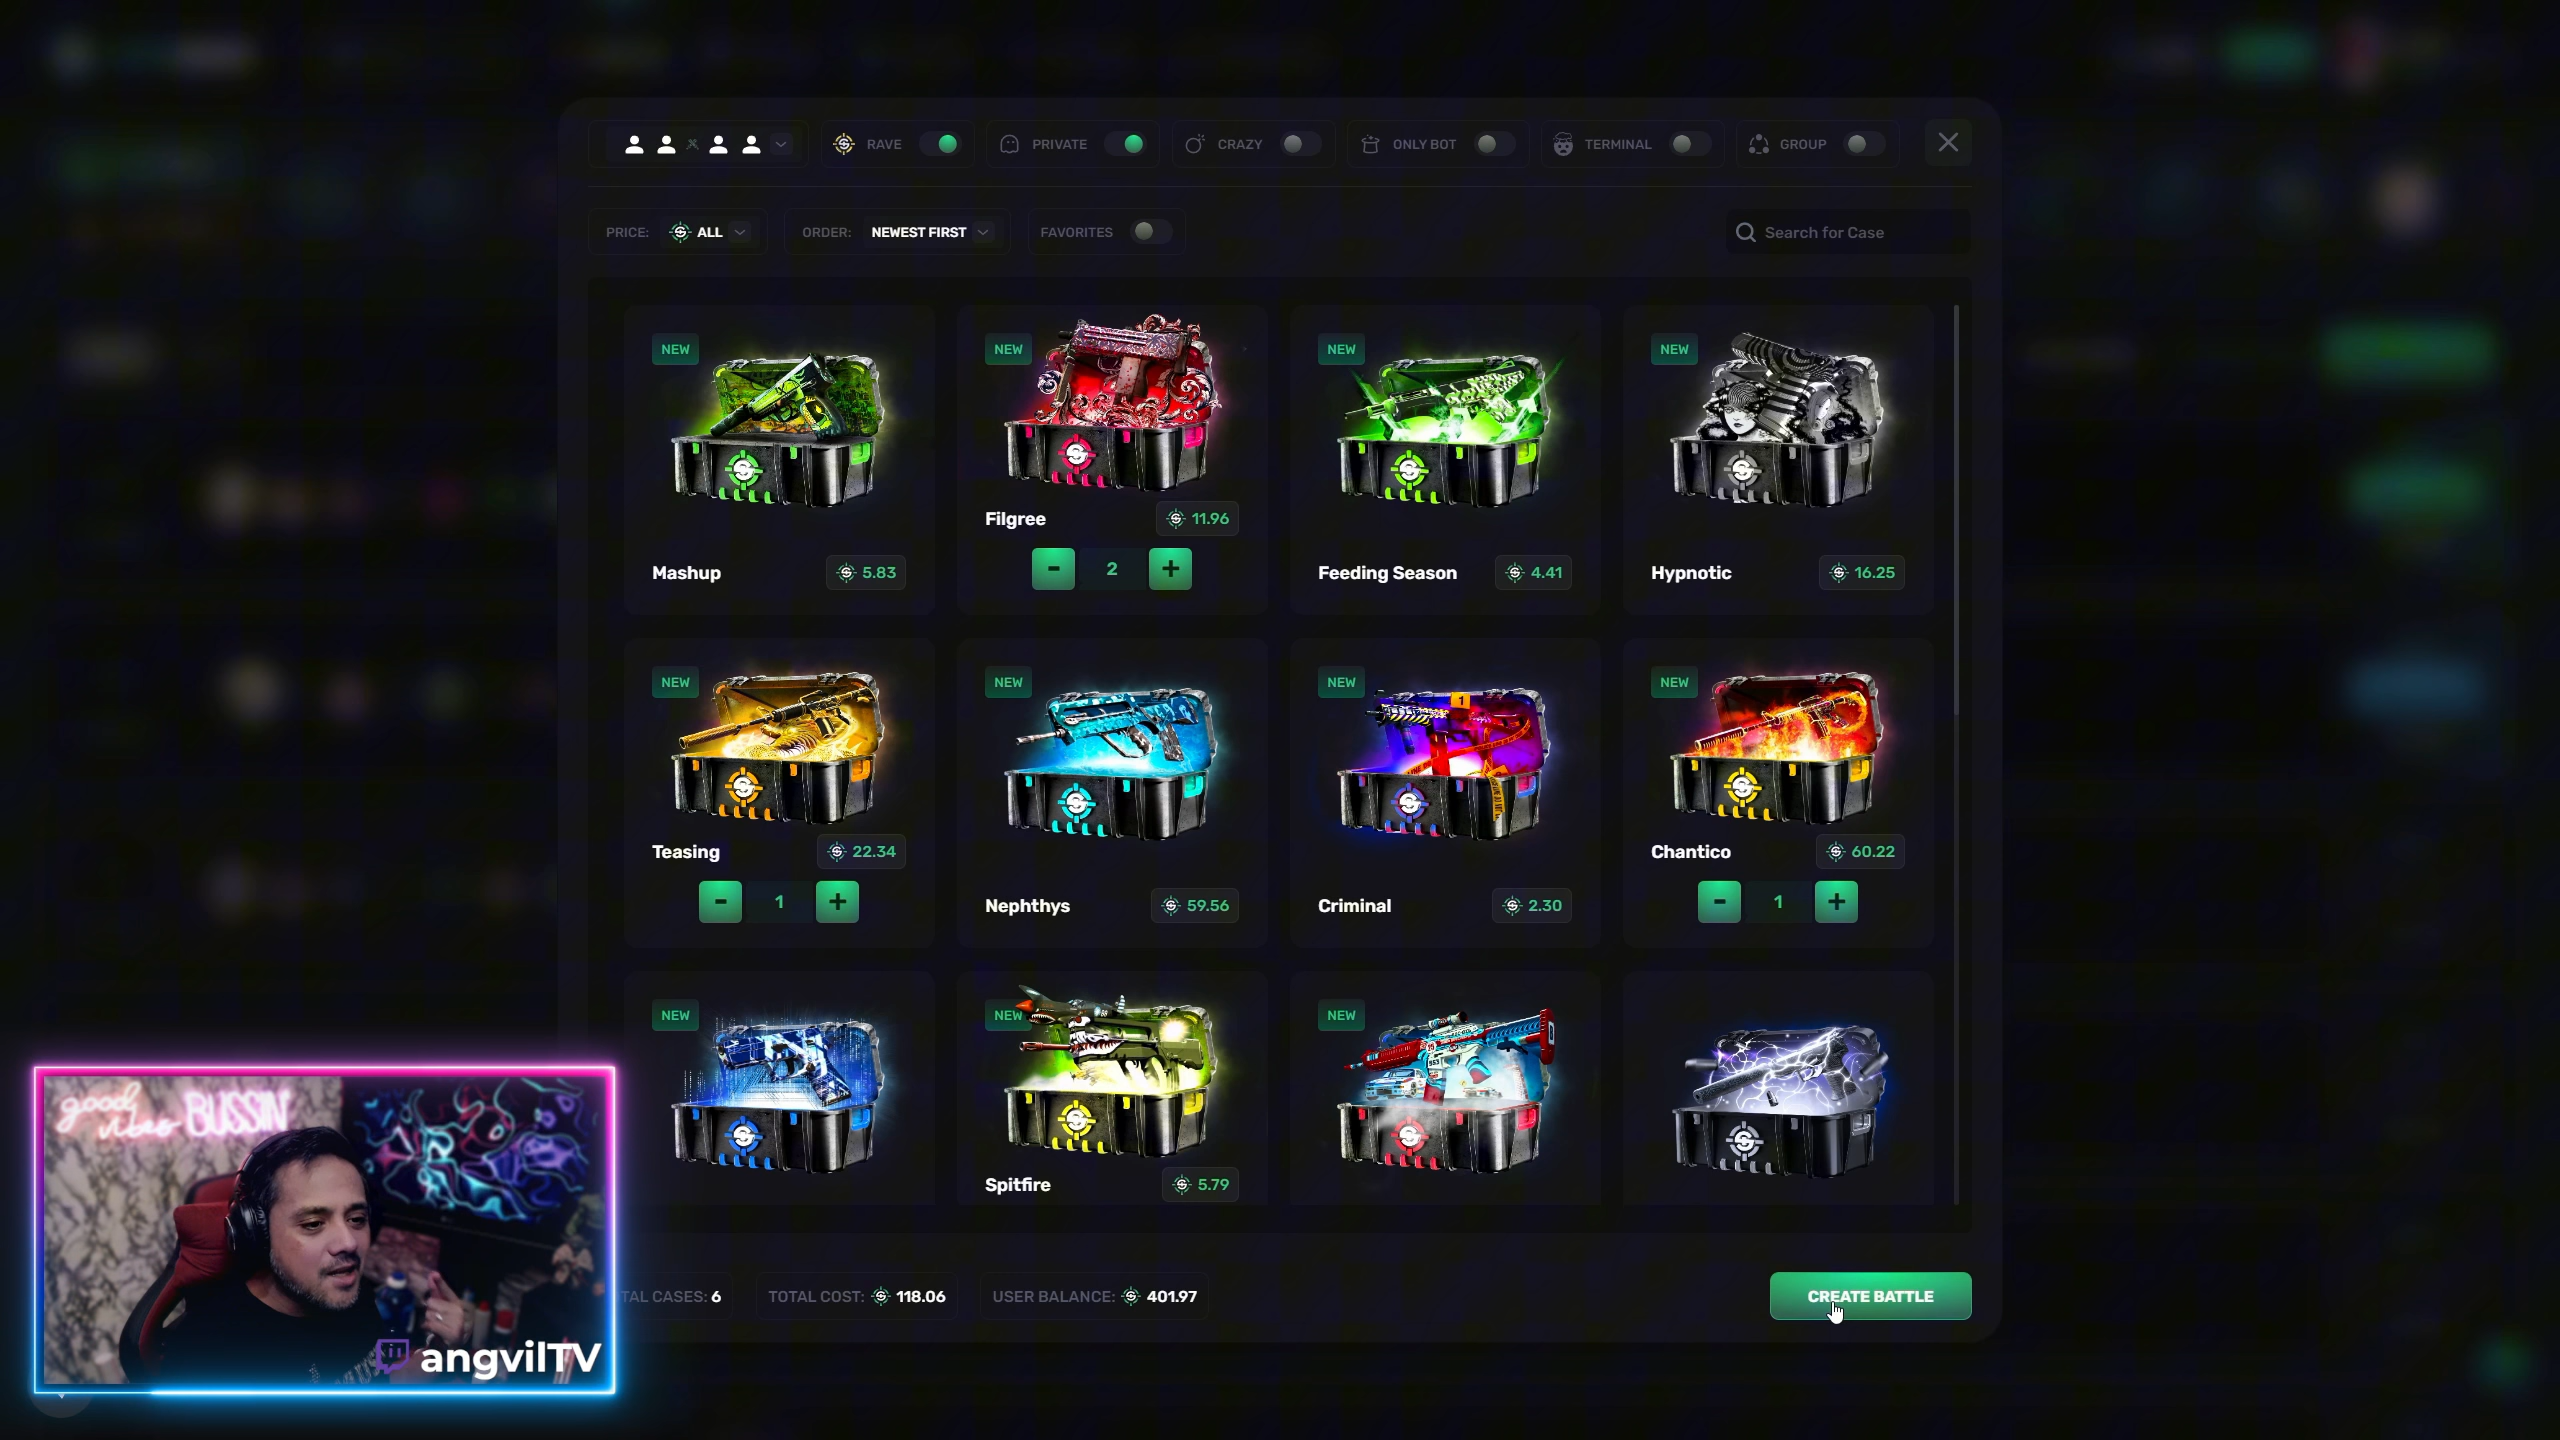 RAVE PRIVATE CRAZY ONLY BOT TERMINAL GROUP
PRICE: ALL ORDER: NEWEST FIRST FAVORITES Search for Case
NEW NEW NEW NEW
Filgree 11.96
Mashup 5.83 - 2 + Feeding Season 4.41 Hypnotic 16.25
NEW NEW NEW NEW
1
Teasing 22.34 Chantico 60.22
- 1 + Nephthys 59.56 Criminal 2.30 - 1 +
NEW NEW NEW
Spitfire 5.79
TAL CASES: 6 TOTAL COST: 118.06 USER BALANCE: 401.97 CREATE BATTLE
good vibes BUSSIN'
angvilTV